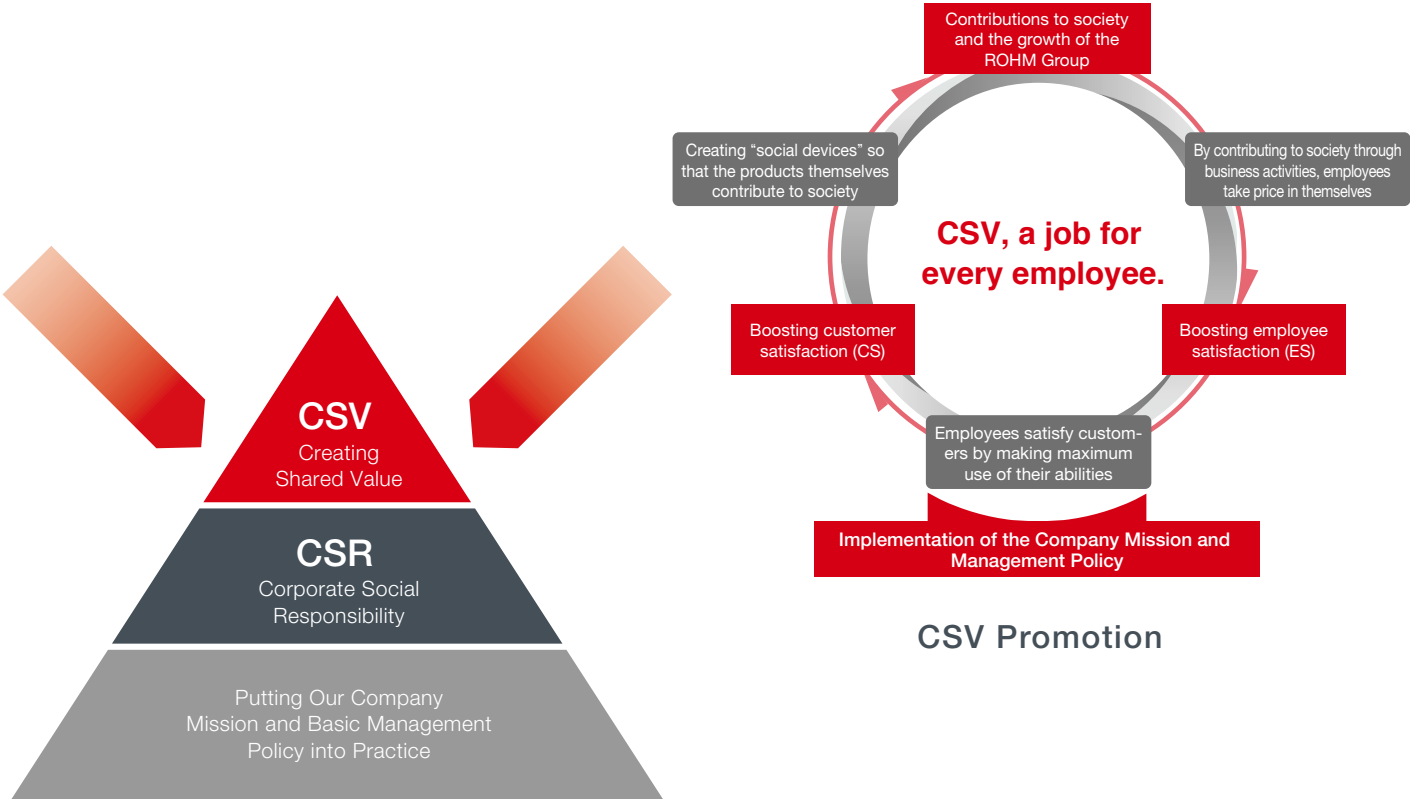 CSV
Creating
Shared Value
CSR
Corporate Social
Responsibility
Putting Our Company
Mission and Basic Management
Policy into Practice
Contributions to society
and the growth of the
ROHM Group
Creating “social devices” so
that the products themselves
contribute to society
By contributing to society through
business activities, employees
take price in themselves
CSV, a job for
every employee.
Boosting customer
satisfaction (CS)
Boosting employee
satisfaction (ES)
Employees satisfy custom-
ers by making maximum
use of their abilities
Implementation of the Company Mission and
Management Policy
CSV Promotion